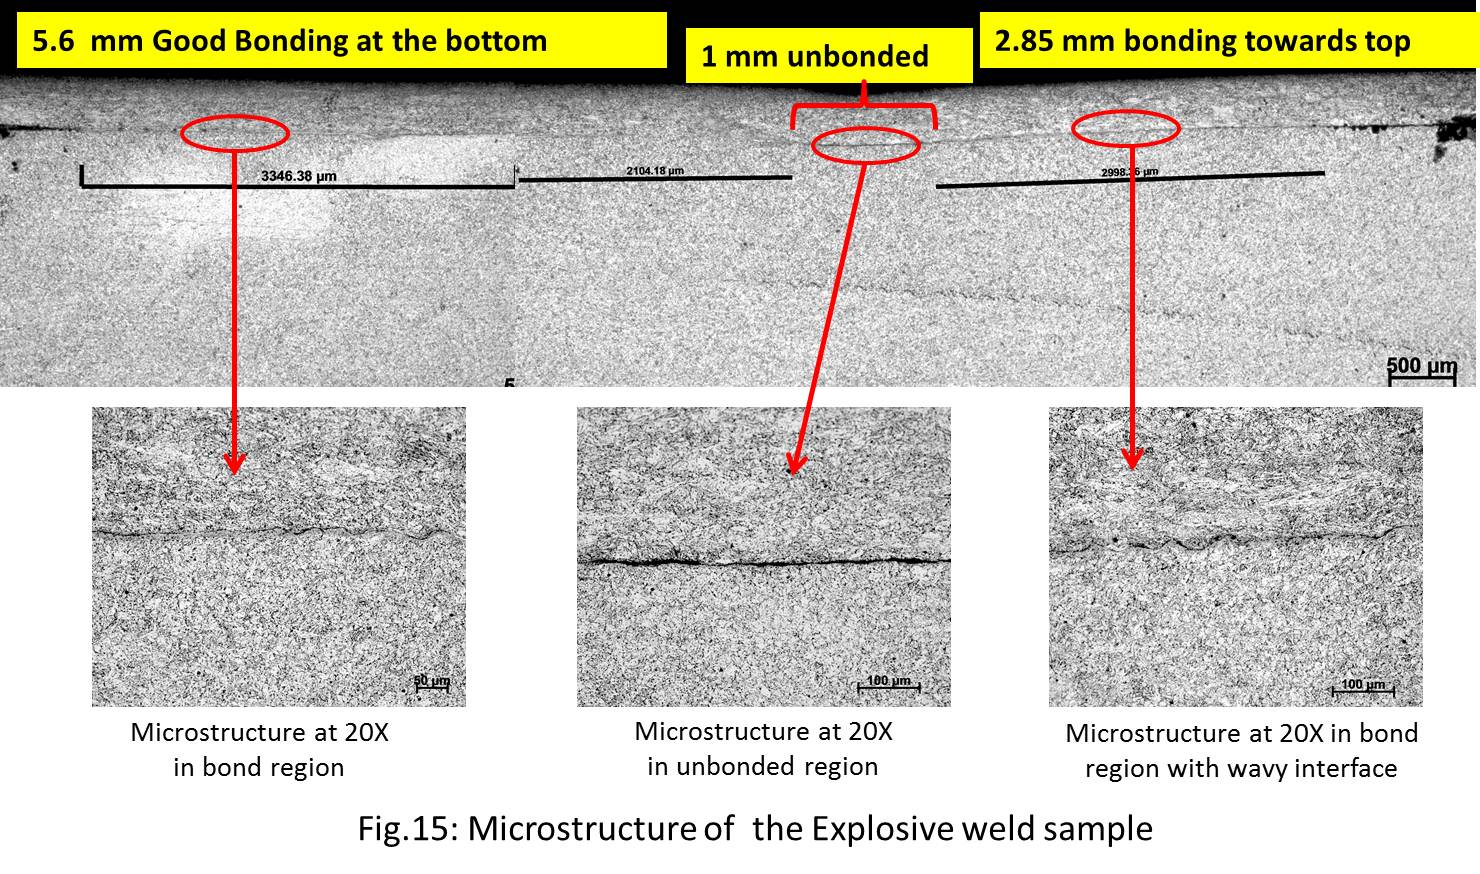 5.6 mm Good Bonding at the bottom
1 mm unbonded
2.85 mm bonding towards top
3346.38 µm
2104.18 µm
500 µm
50 µm
100 µm
100 µm
Microstructure at 20X
in bond region
Microstructure at 20X
in unbonded region
Microstructure at 20X in bond
region with wavy interface
Fig.15: Microstructure of the Explosive weld sample